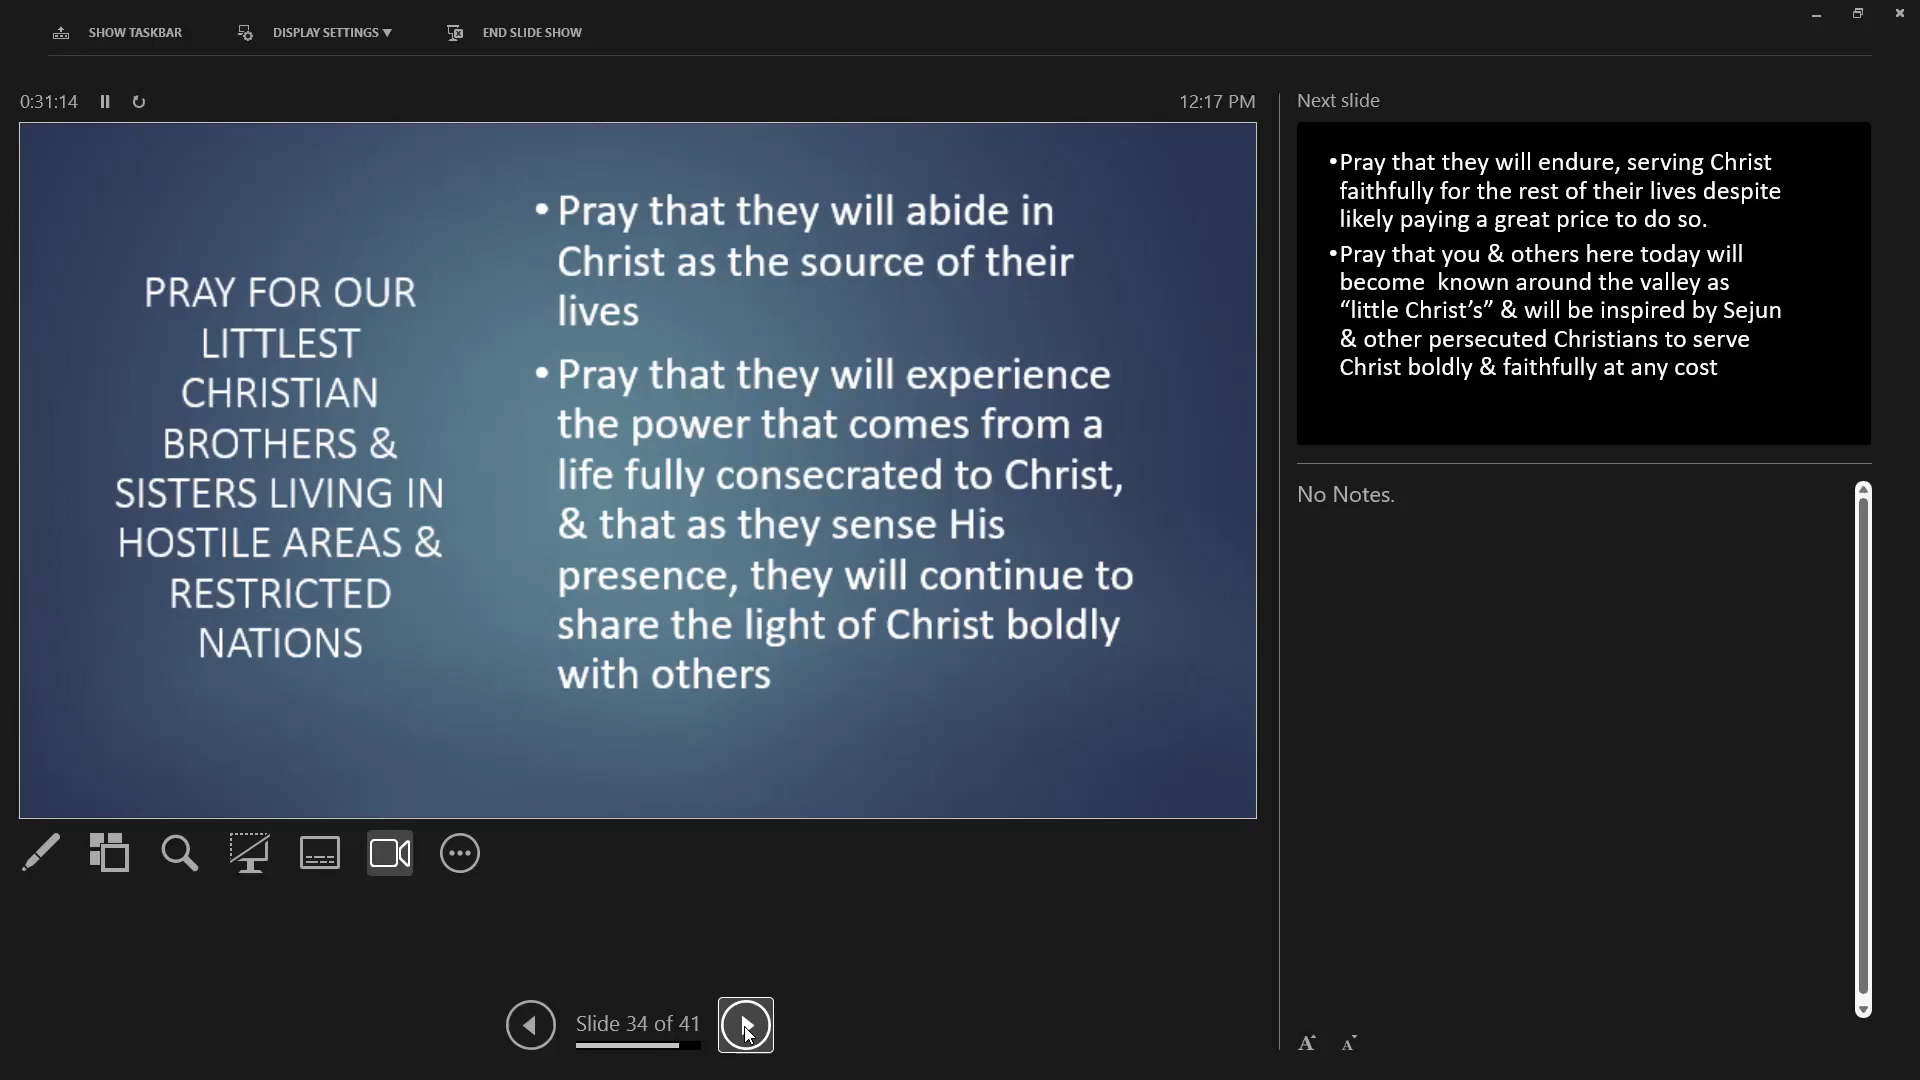 SHOW TASKBAR
DISPLAY SETTINGS ▼
END SLIDE SHOW
0:31:14
12:17 PM
PRAY FOR OUR
LITTLEST
CHRISTIAN
BROTHERS &
SISTERS LIVING IN
HOSTILE AREAS &
RESTRICTED
NATIONS
• Pray that they will abide in
Christ as the source of their
lives
• Pray that they will experience
the power that comes from a
life fully consecrated to Christ,
& that as they sense His
presence, they will continue to
share the light of Christ boldly
with others
Slide 34 of 41
Next slide
•Pray that they will endure, serving Christ
faithfully for the rest of their lives despite
likely paying a great price to do so.
•Pray that you & others here today will
become known around the valley as
“little Christ’s” & will be inspired by Sejun
& other persecuted Christians to serve
Christ boldly & faithfully at any cost
No Notes.
A A